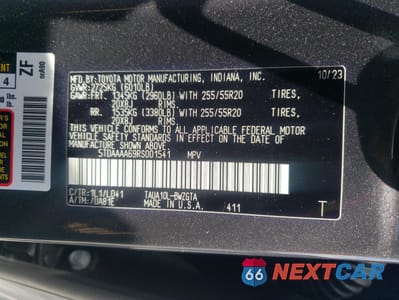 MFD.BY:TOYOTA MOTOR MANUFACTURING, INDIANA, INC. 10/23
GVWR:2725KG (6010LB)
GAWR:FRT. 1345KG (2960LB) WITH 255/55R20 TIRES,
20X8J RIMS
RR. 1535KG (3380LB) WITH 255/55R20 TIRES,
20X8J RIMS
THIS VEHICLE CONFORMS TO ALL APPLICABLE FEDERAL MOTOR
VEHICLE SAFETY STANDARDS IN EFFECT ON THE DATE OF
MANUFACTURE SHOWN ABOVE.
5TDAAAA69RS001541 MPV
MADE IN
U.S.A.
C/TR:1L1/LD41 TAUA10L-BWZGTA
A/TM: /UA81E 411
T
ZF
4
66 NEXTCAR